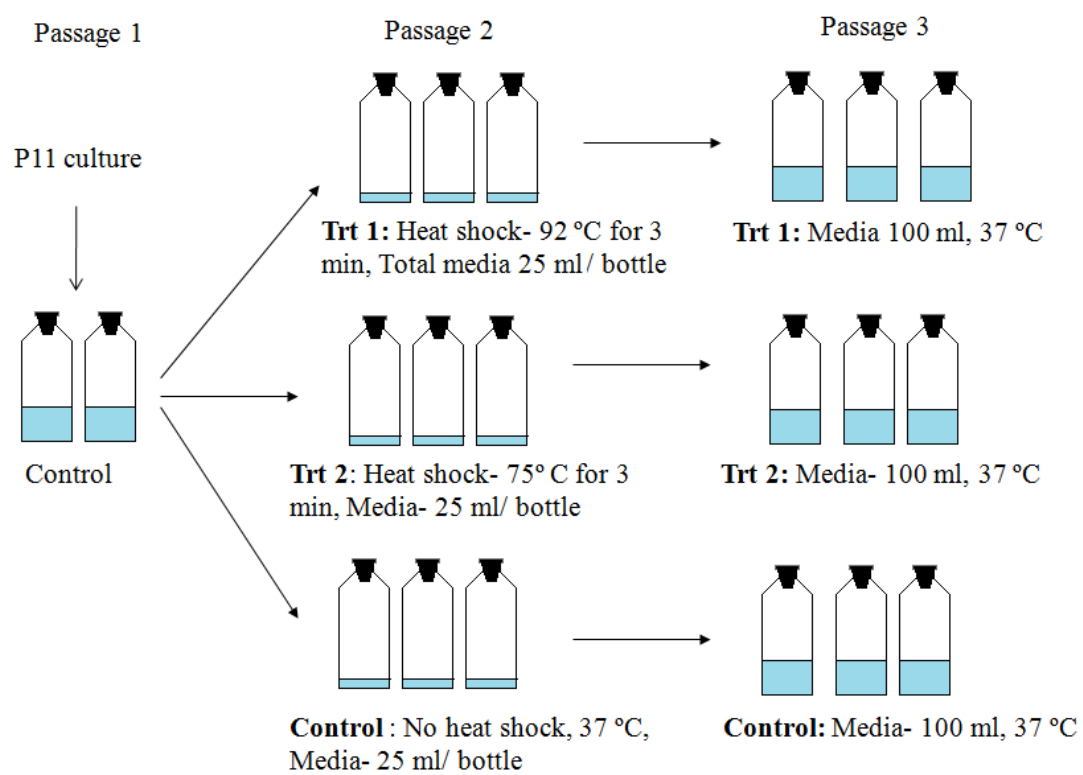 Passage 1
Passage 2
Passage 3
P11 culture
Control
Trt 1: Heat shock- 92 ºC for 3
min, Total media 25 ml/ bottle
Trt 1: Media 100 ml, 37 ºC
Trt 2: Heat shock- 75º C for 3
min, Media- 25 ml/ bottle
Trt 2: Media- 100 ml, 37 ºC
Control : No heat shock, 37 ºC,
Media- 25 ml/ bottle
Control: Media- 100 ml, 37 ºC